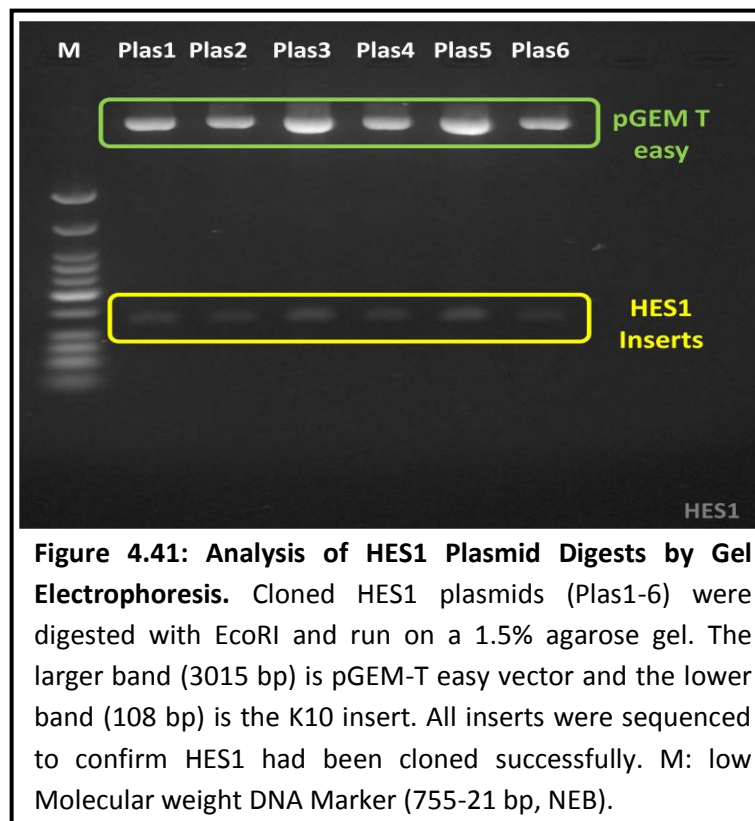 M Plas1 Plas2 Plas3 Plas4 Plas5 Plas6
pGEM T
easy
HES1
Inserts
HES1
Figure 4.41: Analysis of HES1 Plasmid Digests by Gel
Electrophoresis. Cloned HES1 plasmids (Plas1-6) were
digested with EcoRI and run on a 1.5% agarose gel. The
larger band (3015 bp) is pGEM-T easy vector and the lower
band (108 bp) is the K10 insert. All inserts were sequenced
to confirm HES1 had been cloned successfully. M: low
Molecular weight DNA Marker (755-21 bp, NEB).